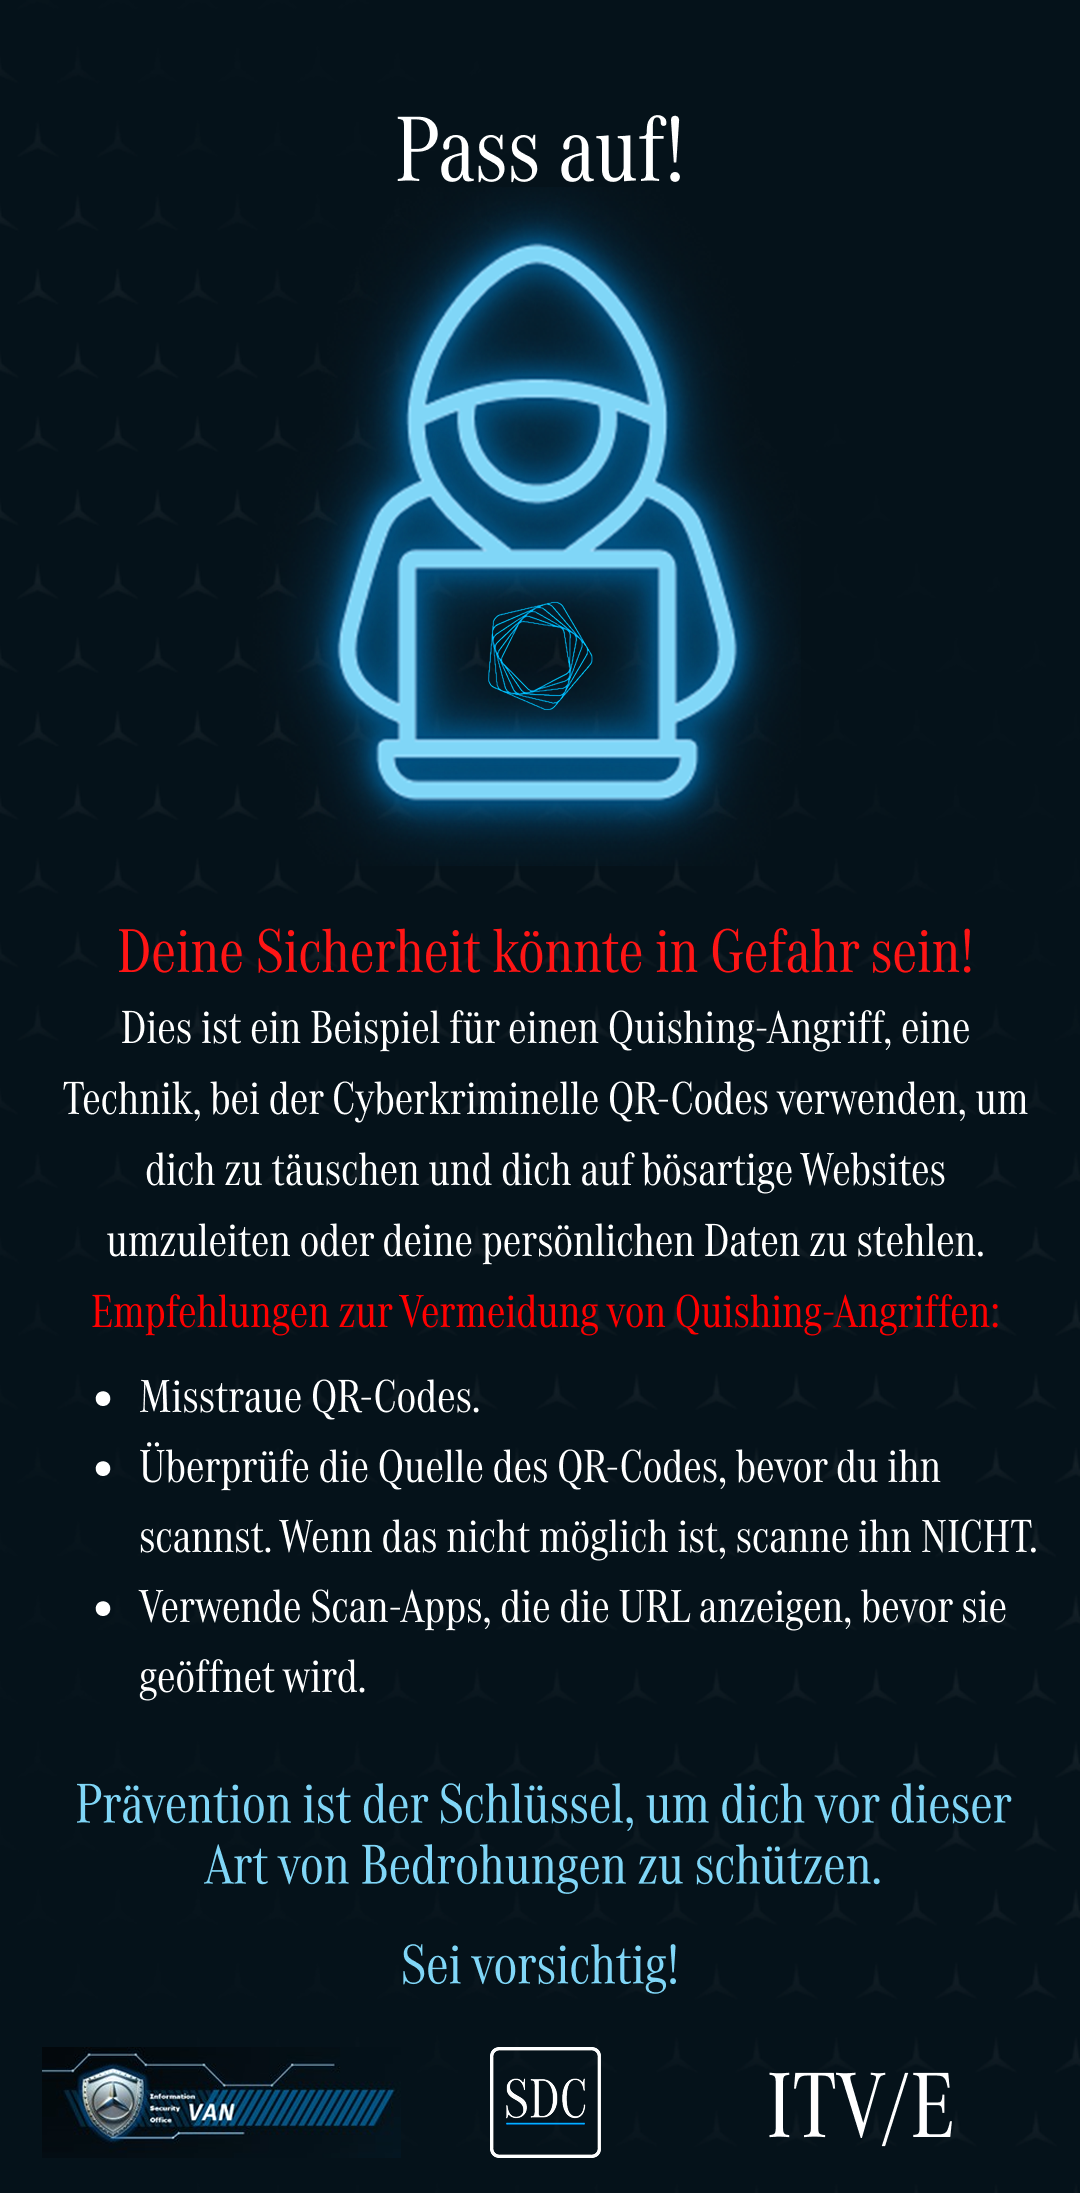 Pass auf!
Deine Sicherheit könnte in Gefahr sein!
Dies ist ein Beispiel für einen Quishing-Angriff, eine
Technik, bei der Cyberkriminelle QR-Codes verwenden, um
dich zu täuschen und dich auf bösartige Websites
umzuleiten oder deine persönlichen Daten zu stehlen.
Empfehlungen zur Vermeidung von Quishing-Angriffen:
• Misstraue QR-Codes.
• Überprüfe die Quelle des QR-Codes, bevor du ihn
scannst. Wenn das nicht möglich ist, scanne ihn NICHT.
• Verwende Scan-Apps, die die URL anzeigen, bevor sie
geöffnet wird.
Prävention ist der Schlüssel, um dich vor dieser
Art von Bedrohungen zu schützen.
Sei vorsichtig!
Information
Security
Office
VAN
SDC
ITV/E